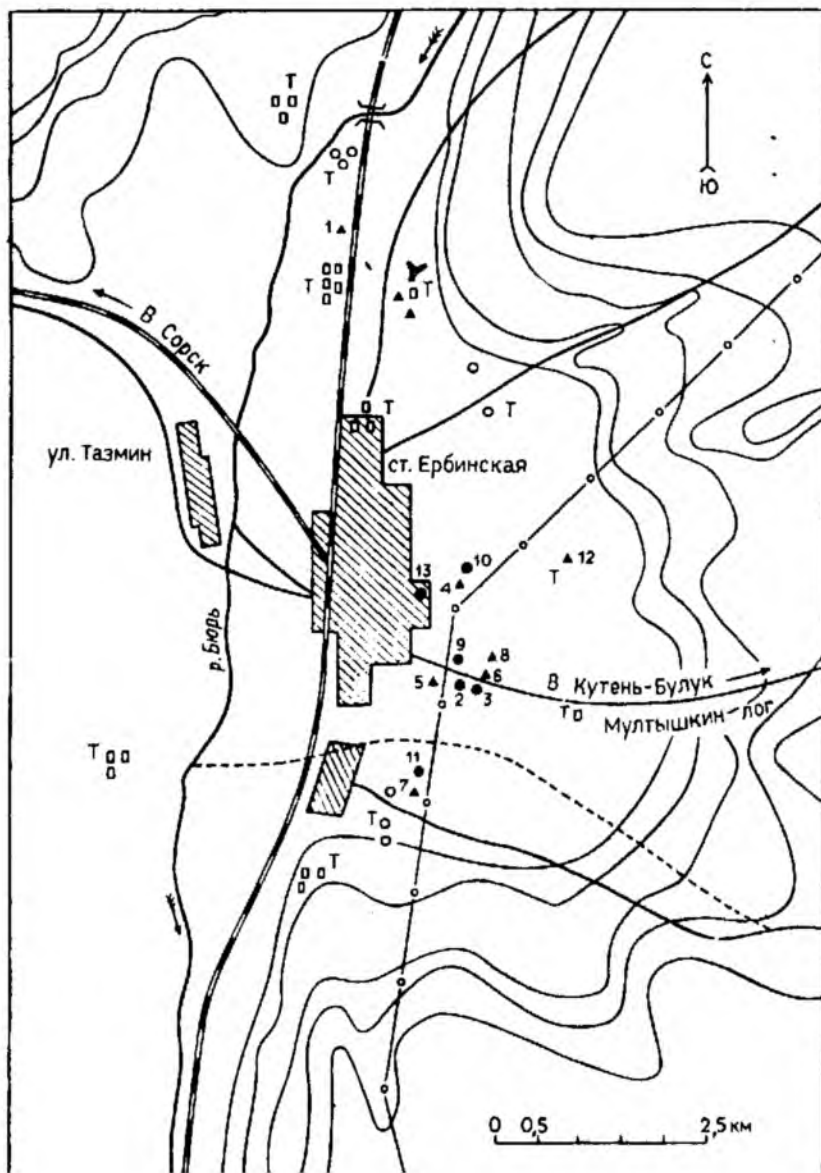 Т
С
Ю
Т
1
Т
Т
В Сорск
Т
Т
ул. Тазмин
ст. Ербинская
10
12
13
4
Т
р. Бюрь
9
8
6
В Кутень-Булук
5
2
3
Т
Мултышкин лог
Т
11
7
Т
Т
0 0,5 2,5 км